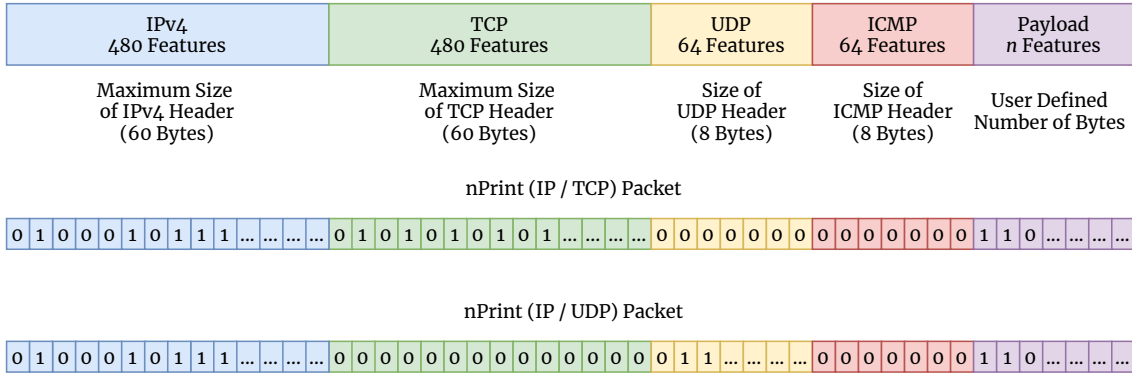 IPv4 TCP UDP ICMP Payload
480 Features 480 Features 64 Features 64 Features n Features
Maximum Size Maximum Size Size of Size of User Defined
of IPv4 Header of TCP Header UDP Header ICMP Header Number of Bytes
(60 Bytes) (60 Bytes) (8 Bytes) (8 Bytes)
nPrint (IP / TCP) Packet
0 1 0 0 0 1 0 1 1 1 ... ... ... ... 0 1 0 1 0 1 0 1 0 1 ... ... ... ... 0 0 0 0 0 0 0 0 0 0 0 0 0 0 1 1 0 ... ... ... ...
nPrint (IP / UDP) Packet
0 1 0 0 0 1 0 1 1 1 ... ... ... ... 0 0 0 0 0 0 0 0 0 0 0 0 0 0 0 1 1 ... ... ... ... 0 0 0 0 0 0 0 1 1 0 ... ... ... ...